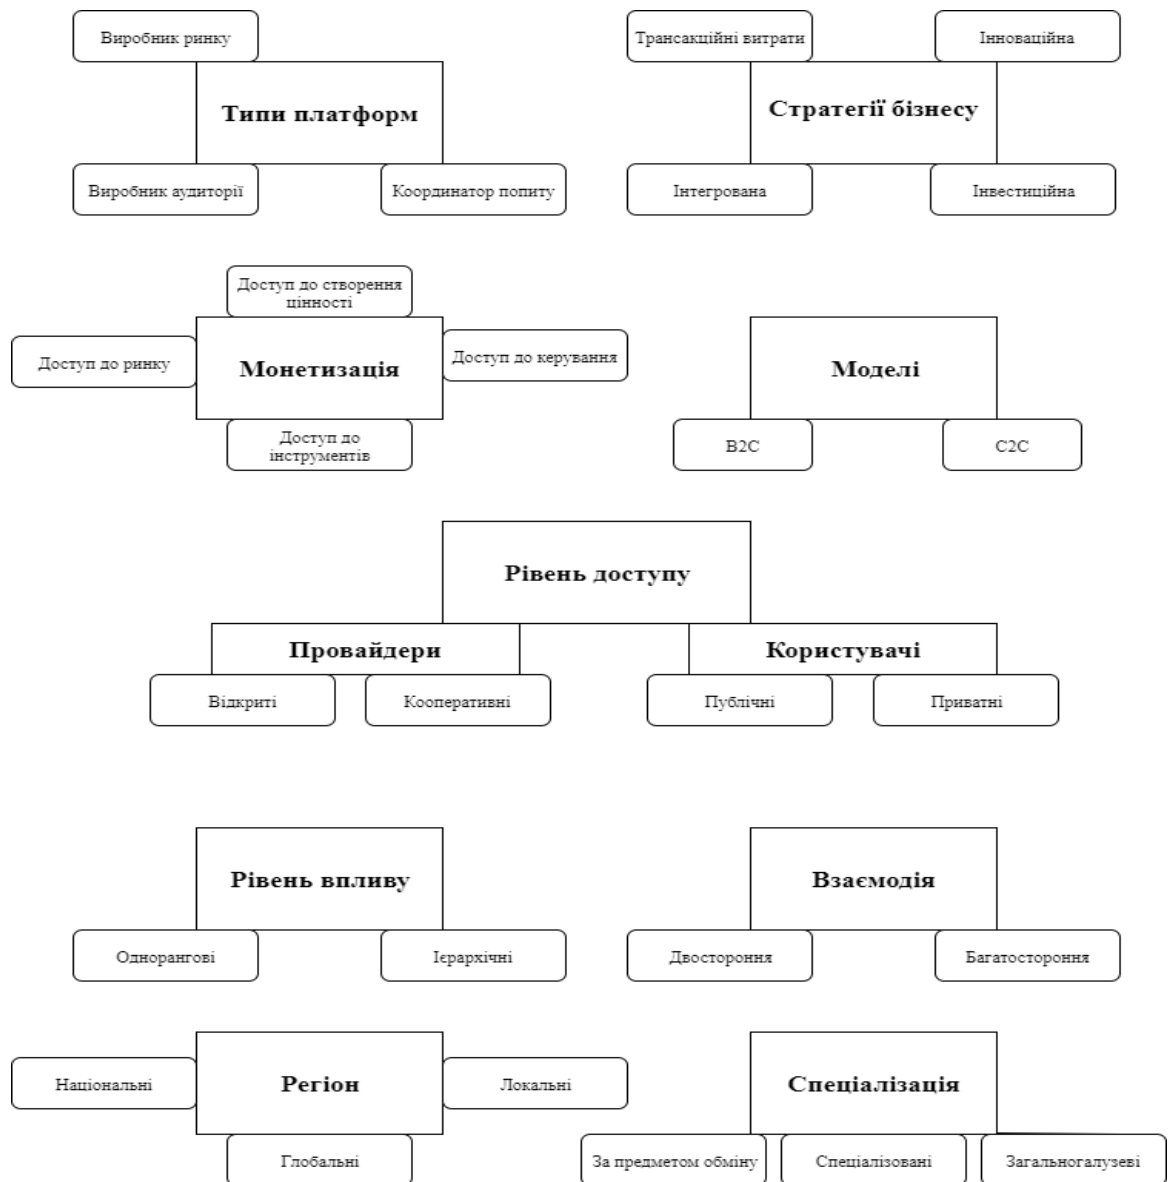 Виробник ринку
Типи платформ
Виробник аудиторії
Координатор попиту
Трансакційні витрати
Інноваційна
Стратегії бізнесу
Інтегрована
Інвестиційна
Доступ до створення
цінності
Доступ до ринку
Монетизація
Доступ до керування
Доступ до
інструментів
Моделі
B2C
C2C
Рівень доступу
Провайдери
Відкриті
Кооперативні
Користувачі
Публічні
Приватні
Рівень впливу
Однорангові
Ієрархічні
Взаємодія
Двостороння
Багатостороння
Національні
Регіон
Локальні
Глобальні
Спеціалізація
За предметом обміну
Спеціалізовані
Загальногалузеві